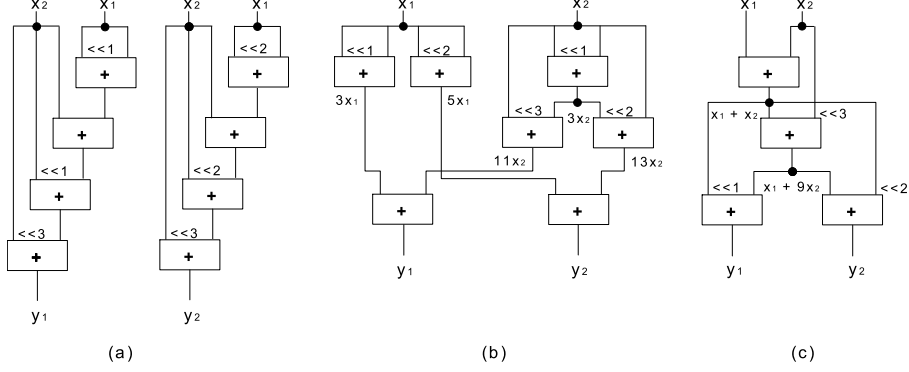 x2 x1 x2 x1 x1 x2 x1 x2
<<1 <<2 <<1 <<2 <<1
+ + + + + +
3x1 5x1 <<3 3x2 <<2 x1 + x2 <<3
+ + + + +
<<1 <<2 11x2 13x2
+ + <<1 x1 + 9x2 <<2
+ + + +
<<3 <<3
+ +
y1 y2 y1 y2
y1 y2
(a) (b) (c)